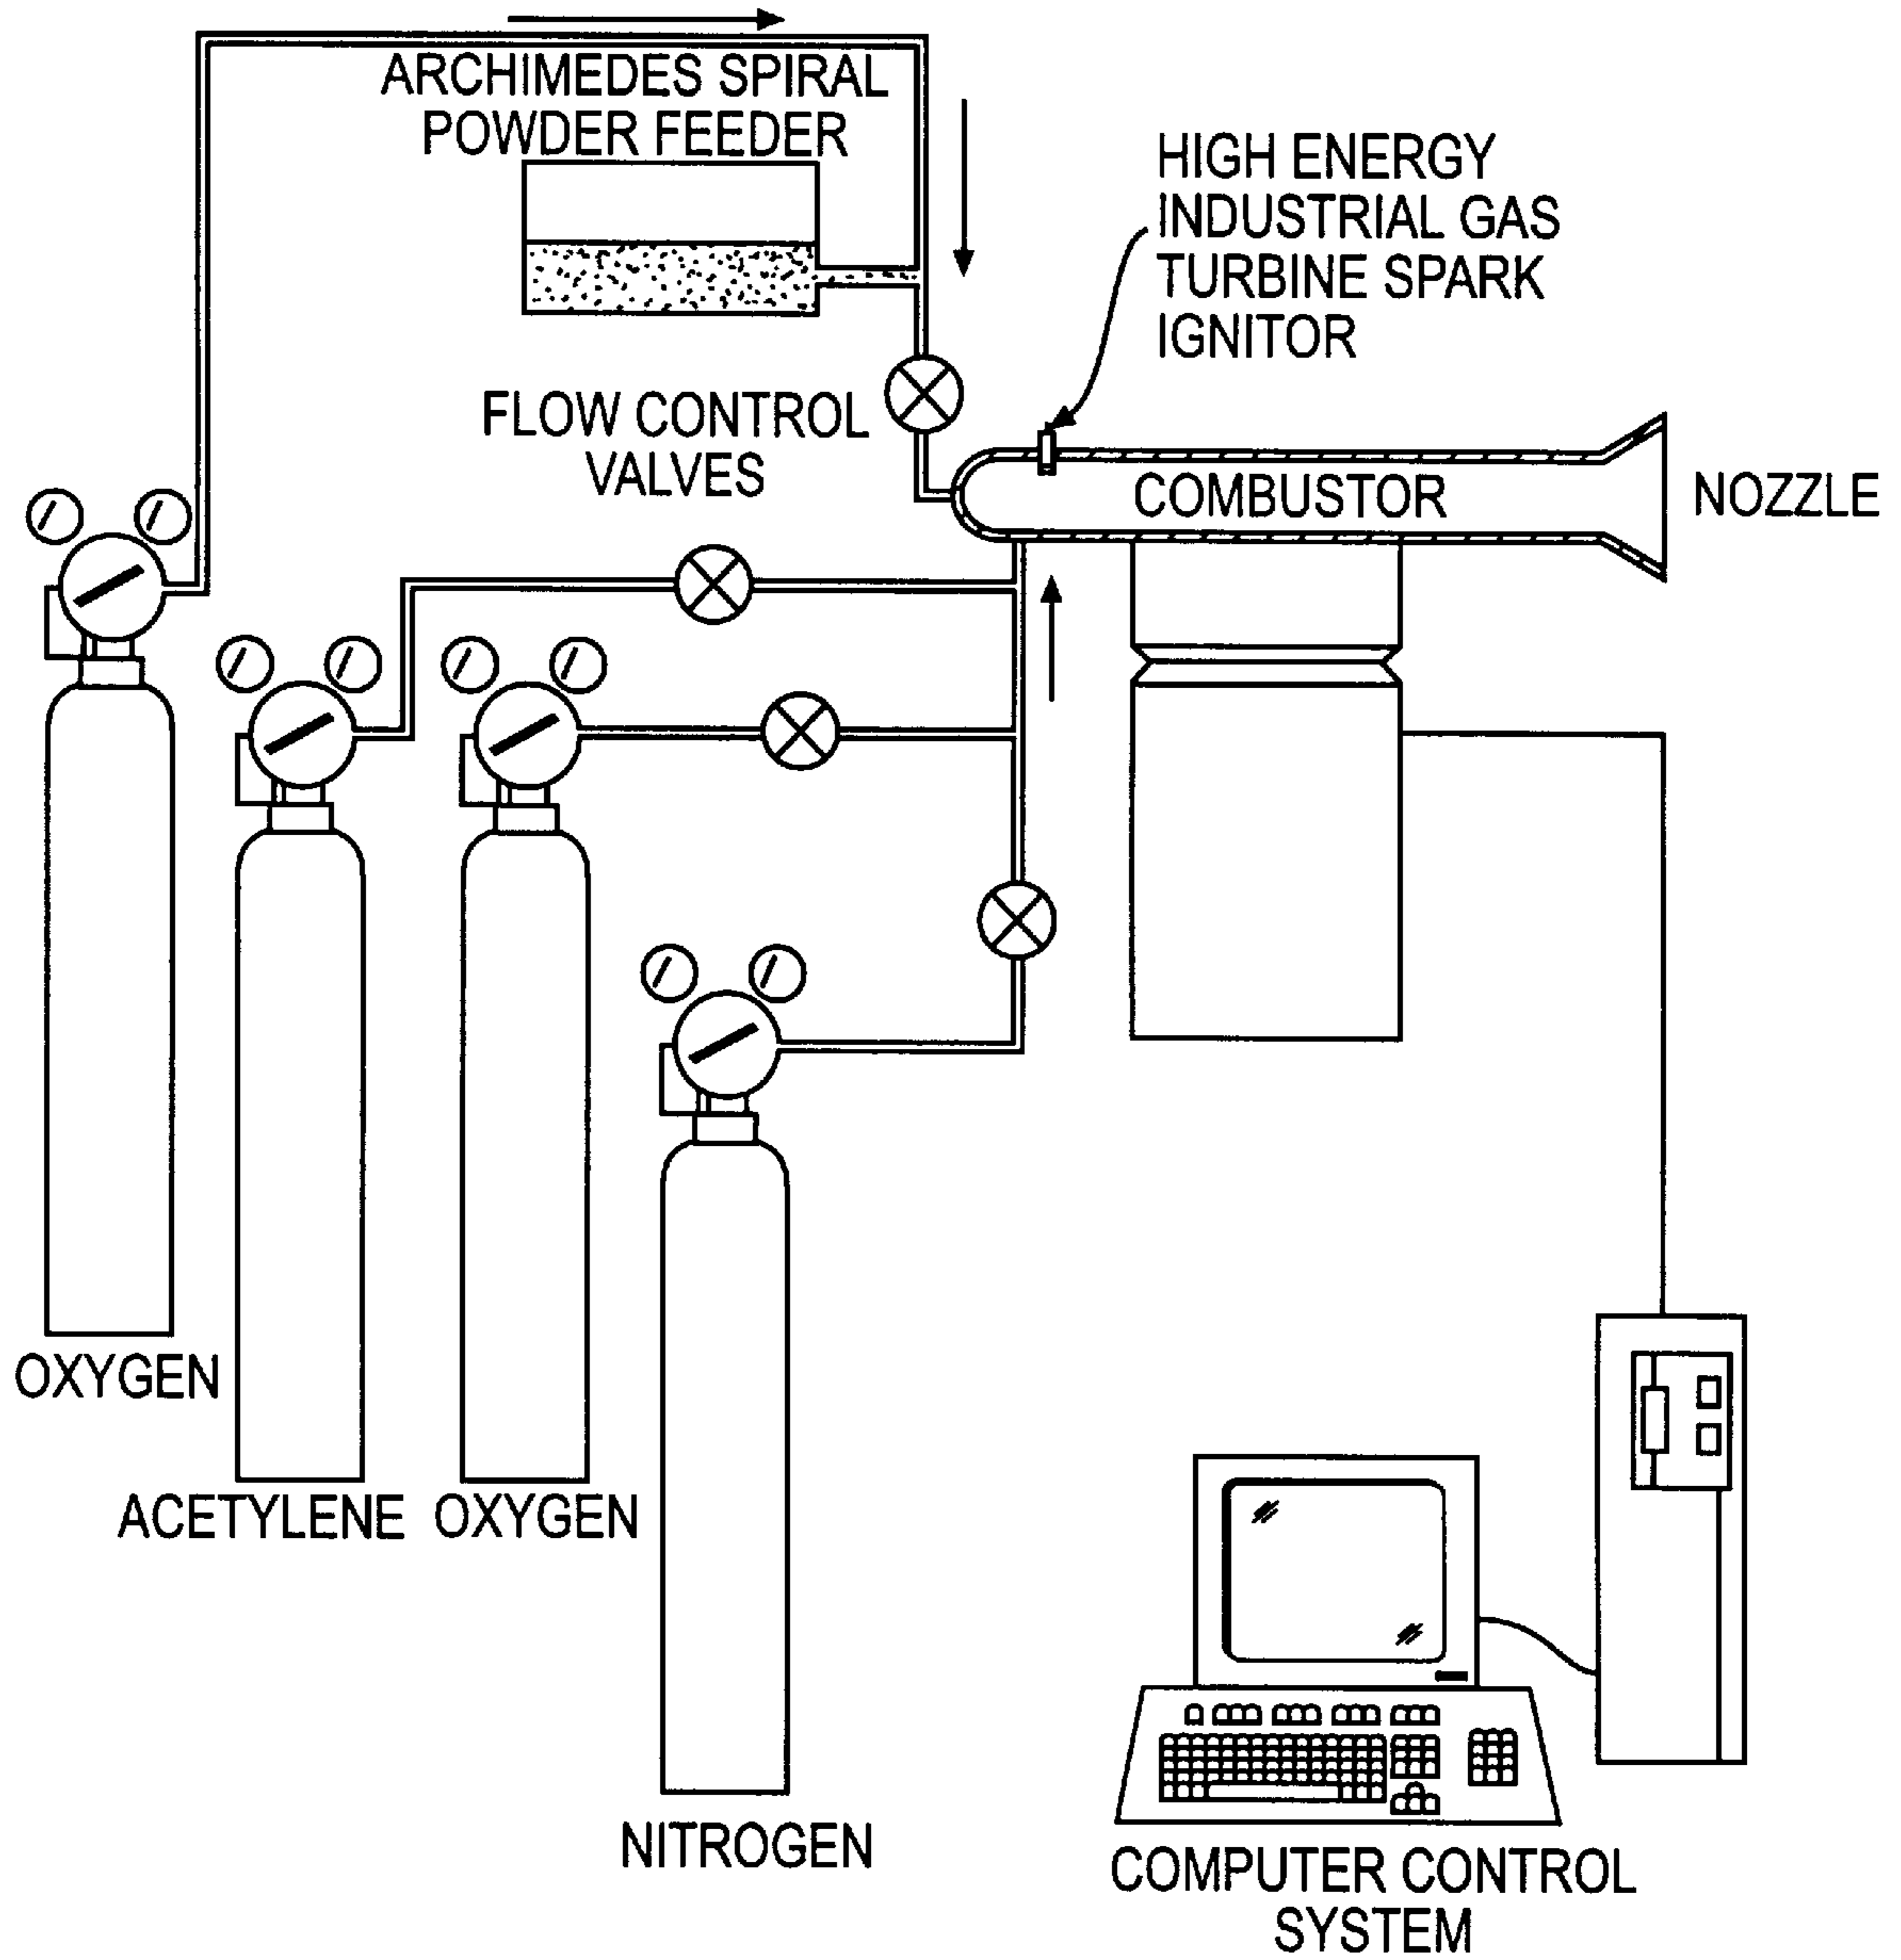 ARCHIMEDES SPIRAL
POWDER FEEDER
HIGH ENERGY
INDUSTRIAL GAS
TURBINE SPARK
IGNITOR
FLOW CONTROL
VALVES
COMBUSTOR
NOZZLE
OXYGEN
ACETYLENE
OXYGEN
NITROGEN
COMPUTER CONTROL
SYSTEM